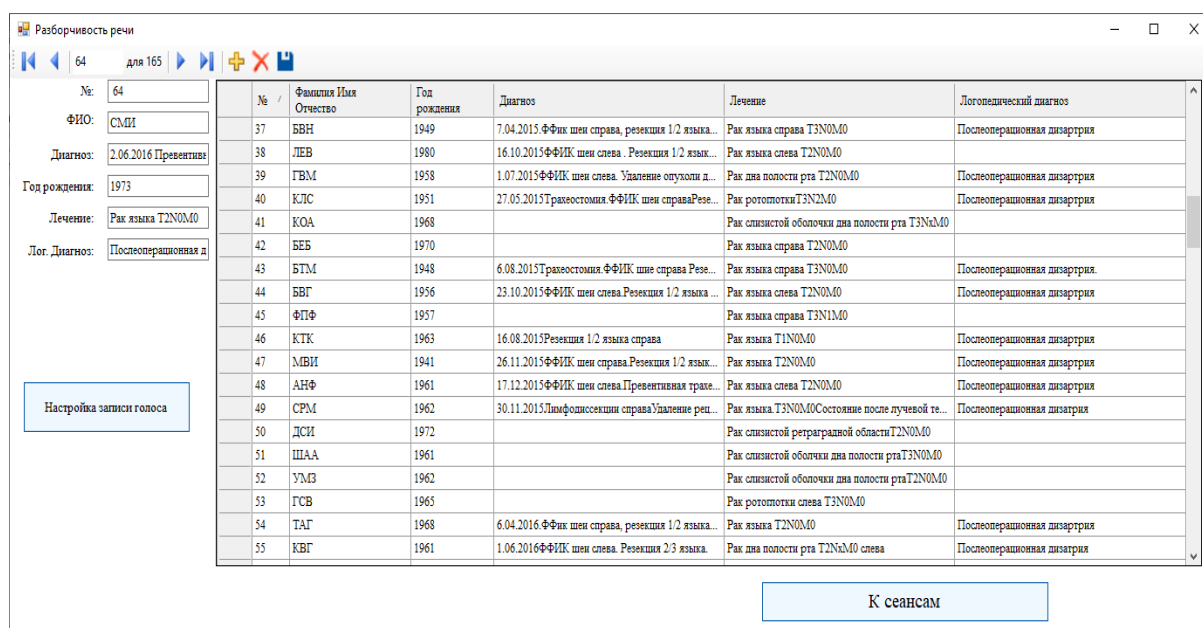 Разборчивость речи
64 для 165
№: 64
ФИО: СМИ
Диагноз: 2.06.2016 Превентивн
Год рождения: 1973
Лечение: Рак языка T2N0M0
Лог. Диагноз: Послеоперационная д
Настройка записи голоса
№ Фамилия Имя Отчество Год рождения Диагноз Лечение Логопедический диагноз
37 БВН 1949 7.04.2015.ФФик шеи справа, резекция 1/2 языка... Рак языка справа T3N0M0 Послеоперационная дизартрия
38 ЛЕВ 1980 16.10.2015ФФИК шеи слева . Резекция 1/2 язык... Рак языка слева T2N0M0
39 ГВМ 1958 1.07.2015ФФИК шеи слева. Удаление опухоли д... Рак дна полости рта T2N0M0 Послеоперационная дизартрия
40 КЛС 1951 27.05.2015Трахеостомия.ФФИК шеи справаРезе... Рак ротоглоткиT3N2M0 Послеоперационная дизартрия
41 КОА 1968 Рак слизистой оболочки дна полости рта T3NxM0
42 БЕБ 1970 Рак языка справа T2N0M0
43 БТМ 1948 6.08.2015Трахеостомия.ФФИК шие справа Резе... Рак языка справа T3N0M0 Послеоперационная дизартрия.
44 БВГ 1956 23.10.2015ФФИК шеи слева.Резекция 1/2 языка ... Рак языка слева T2N0M0 Послеоперационная дизартрия
45 ФПФ 1957 Рак языка справа T3N1M0
46 КТК 1963 16.08.2015Резекция 1/2 языка справа Рак языка T1N0M0 Послеоперационная дизартрия
47 МВИ 1941 26.11.2015ФФИК шеи справа.Резекция 1/2 язык... Рак языка T2N0M0 Послеоперационная дизартрия
48 АНФ 1961 17.12.2015ФФИК шеи слева.Превентивная трахе... Рак языка слева T2N0M0 Послеоперационная дизартрия
49 СРМ 1962 30.11.2015Лимфодиссекции справаУдаление рец... Рак языка.T3N0M0Состояние после лучевой те... Послеоперационная дизатрия
50 ДСИ 1972 Рак слизистой ретраградной областиT2N0M0
51 ШАА 1961 Рак слизистой оболчки дна полости ртаT3N0M0
52 УМЗ 1962 Рак слизистой оболочки дна полости ртаT2N0M0
53 ГСВ 1965 Рак ротоглотки слева T3N0M0
54 ТАГ 1968 6.04.2016.ФФик шеи справа, резекция 1/2 языка... Рак языка T2N0M0 Послеоперационная дизартрия
55 КВГ 1961 1.06.2016ФФИК шеи слева. Резекция 2/3 языка. Рак дна полости рта T2NxM0 слева Послеоперационная дизатрия
К сеансам